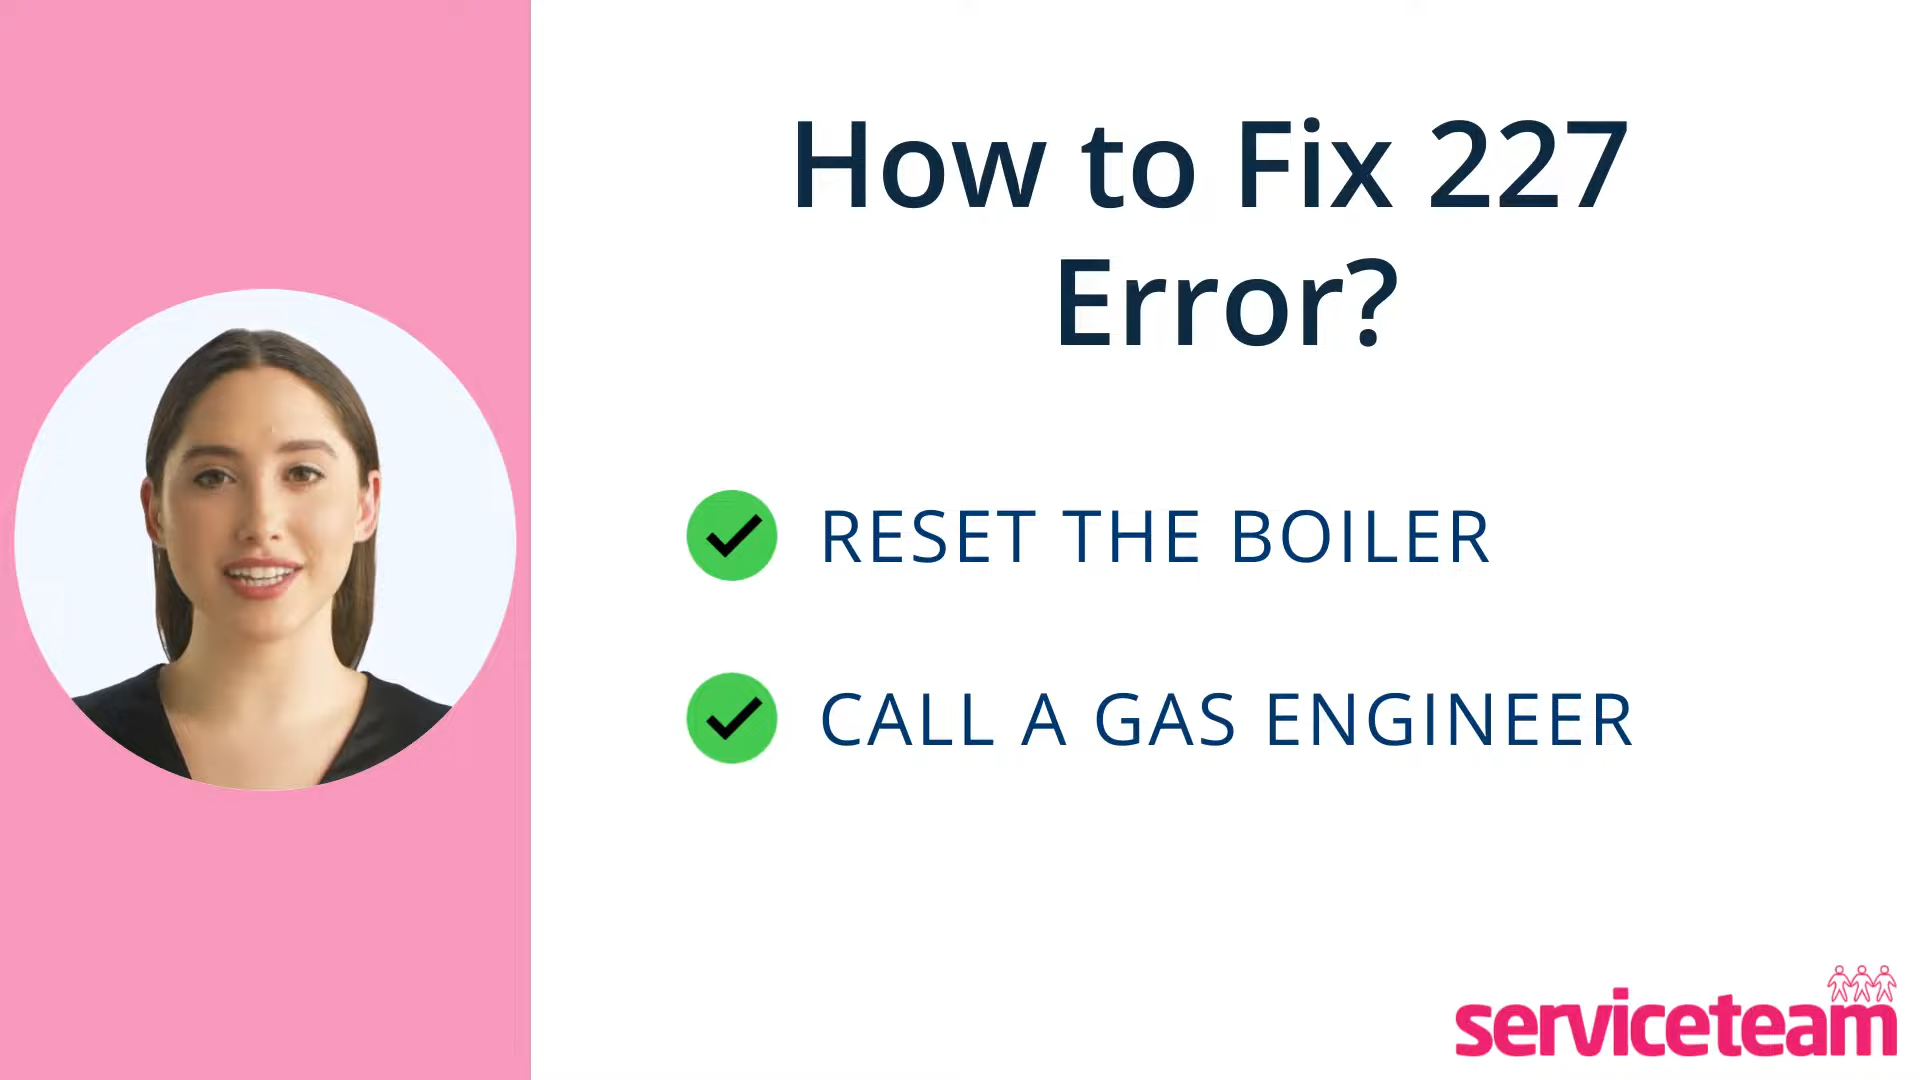 How to Fix 227
Error?
RESET THE BOILER
CALL A GAS ENGINEER
serviceteam